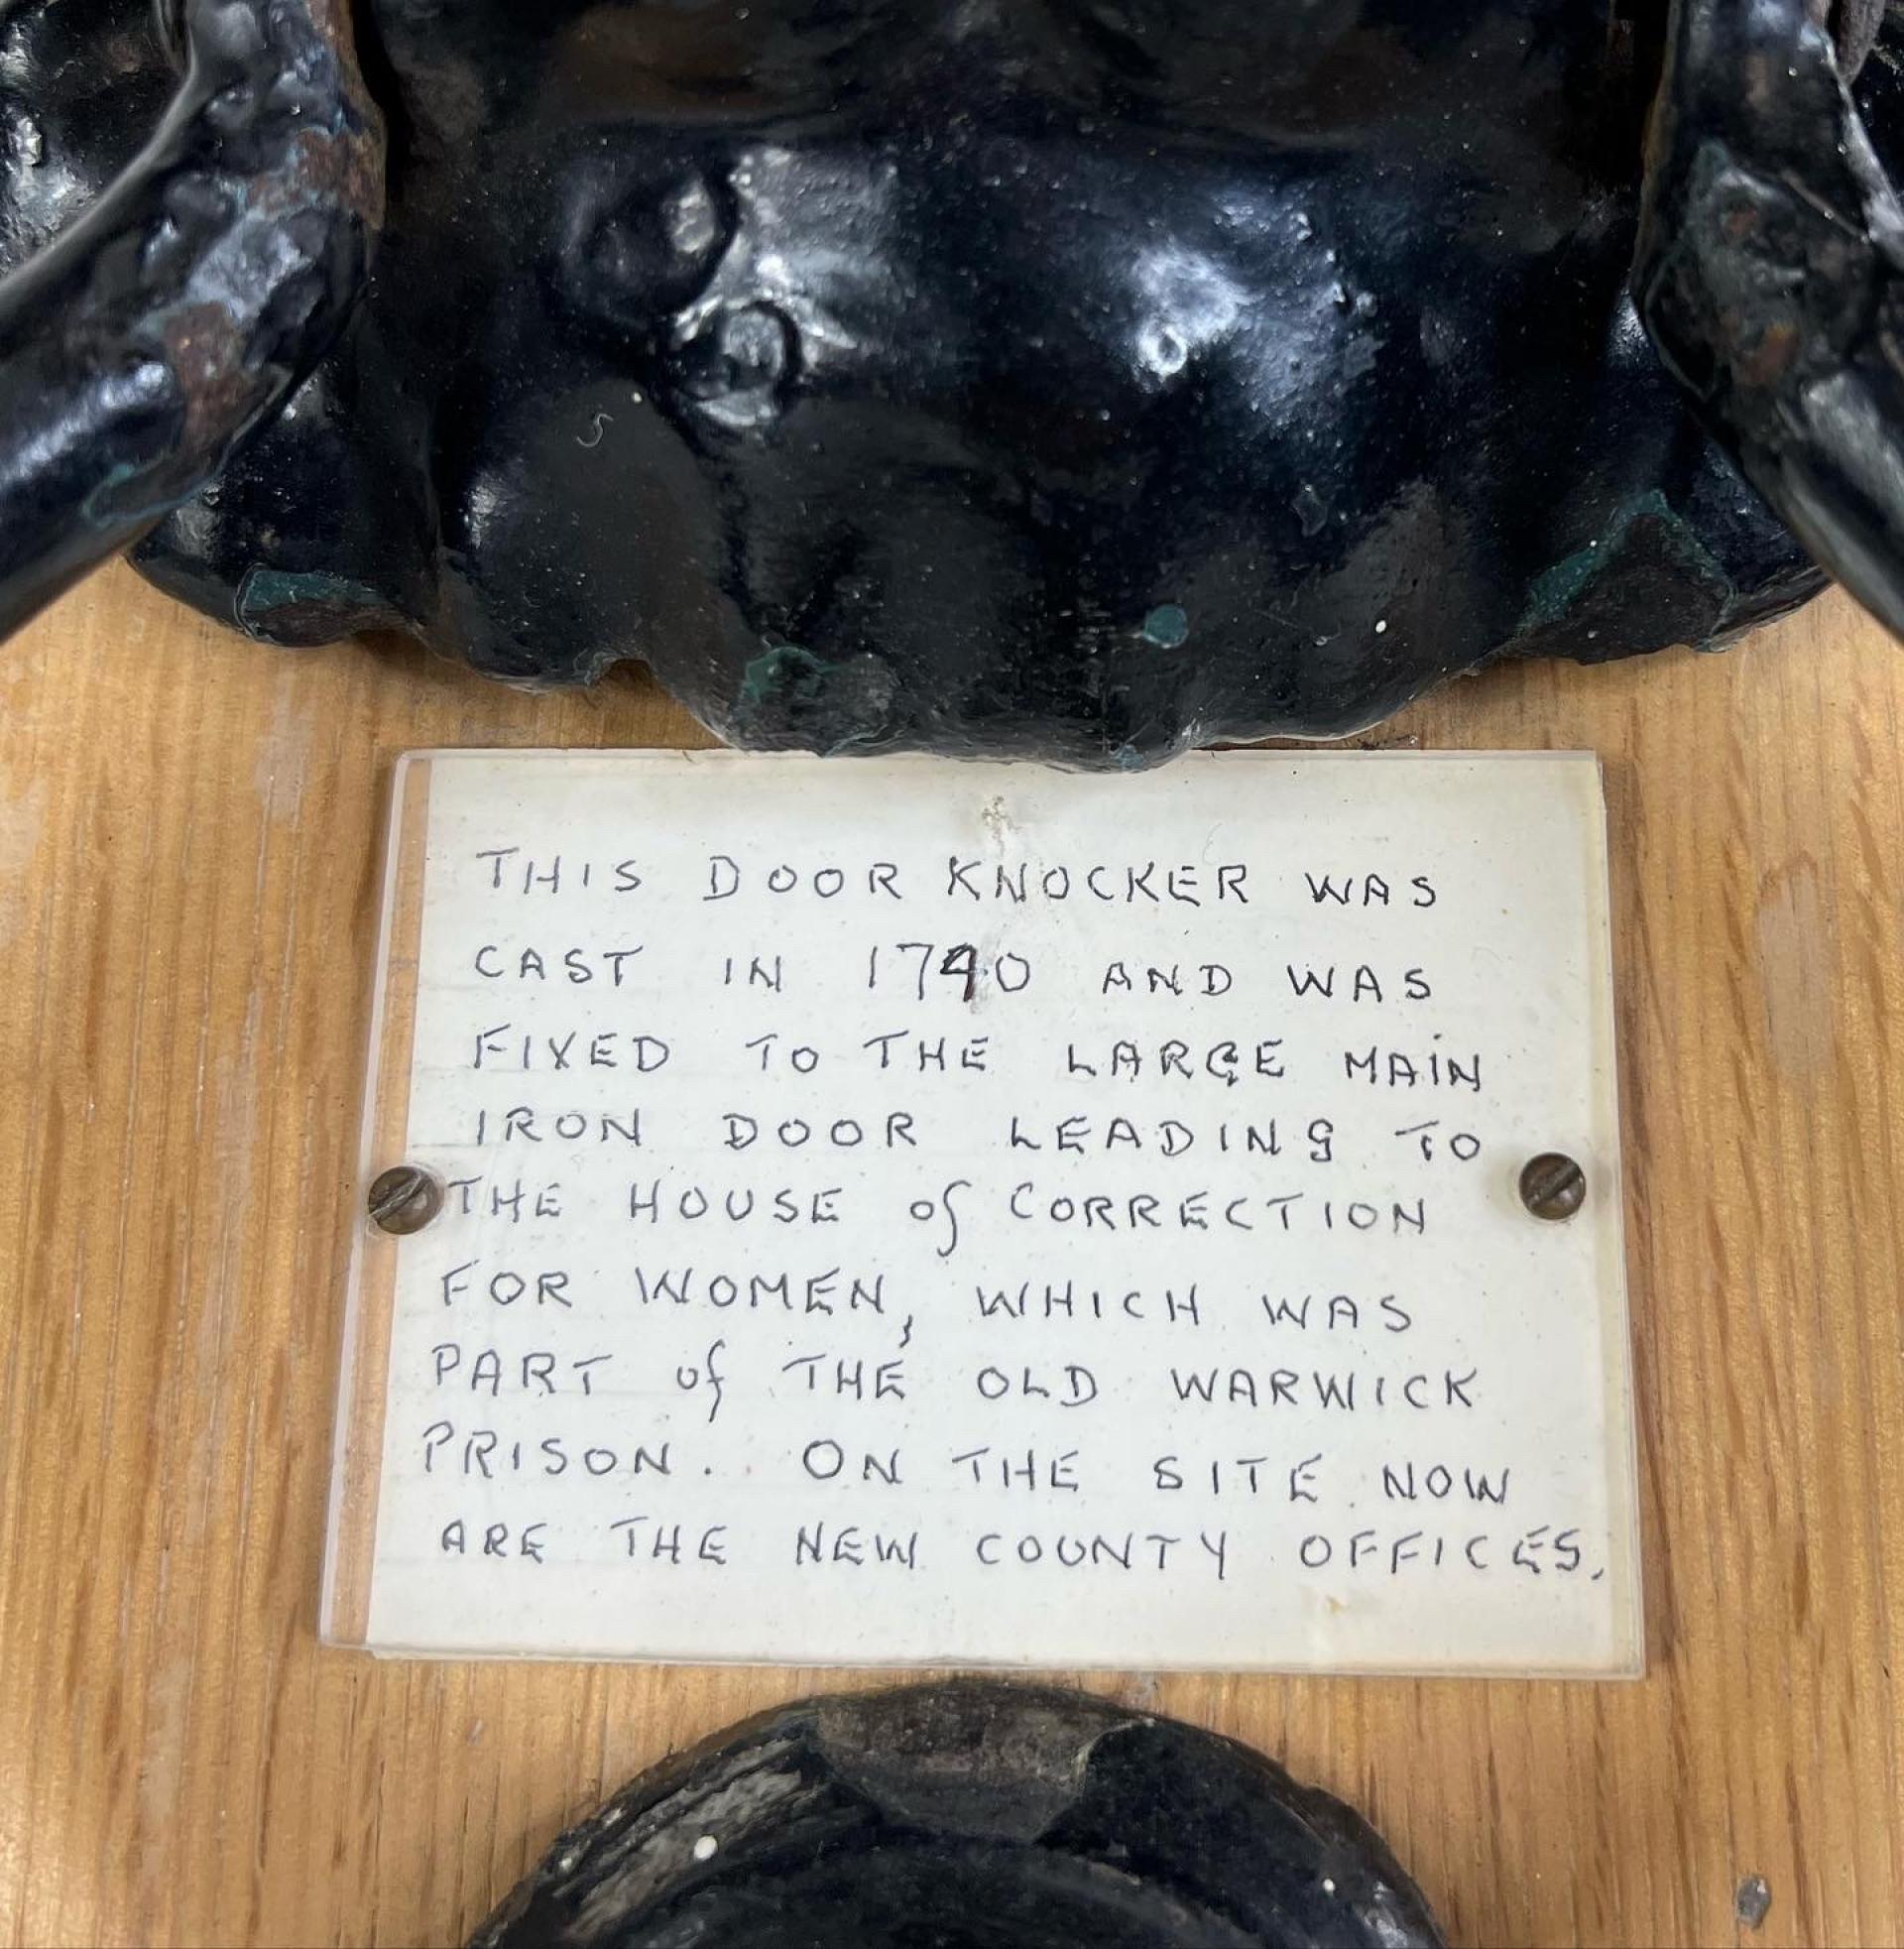 THIS DOOR KNOCKER WAS
CAST IN 1790 AND WAS
FIXED TO THE LARGE MAIN
IRON DOOR LEADING TO
THE HOUSE of CORRECTION
FOR WOMEN, WHICH WAS
PART of THE OLD WARWICK
PRISON. ON THE SITE NOW
ARE THE NEW COUNTY OFFICES.